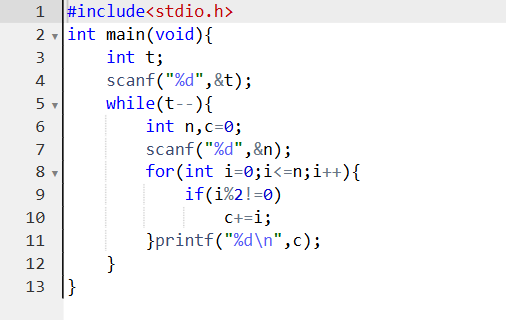 1 #include<stdio.h>
2 int main(void){
3     int t;
4     scanf("%d",&t);
5     while(t--){
6         int n,c=0;
7         scanf("%d",&n);
8         for(int i=0;i<=n;i++){
9             if(i%2!=0)
10                 c+=i;
11         }printf("%d\n",c);
12     }
13 }